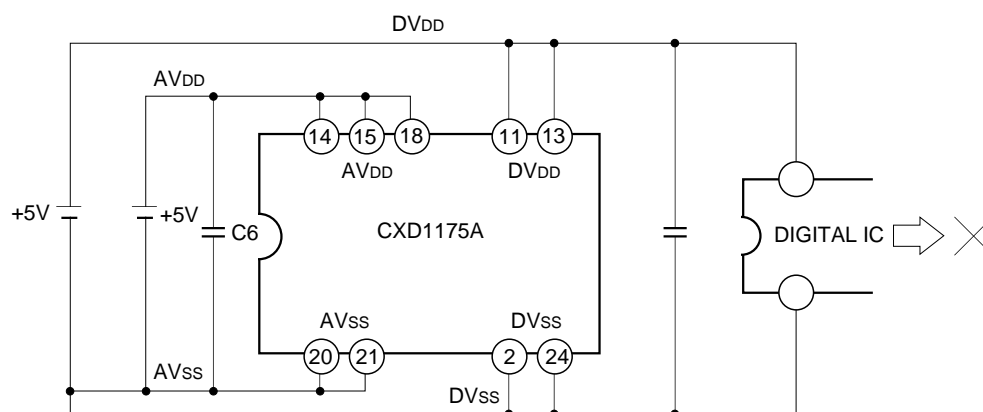 DVDD
AVDD
14 15 18 11 13
AVDD DVDD
+5V +5V C6 CXD1175A DIGITAL IC
AVSS DVSS
20 21 2 24
AVSS
DVSS